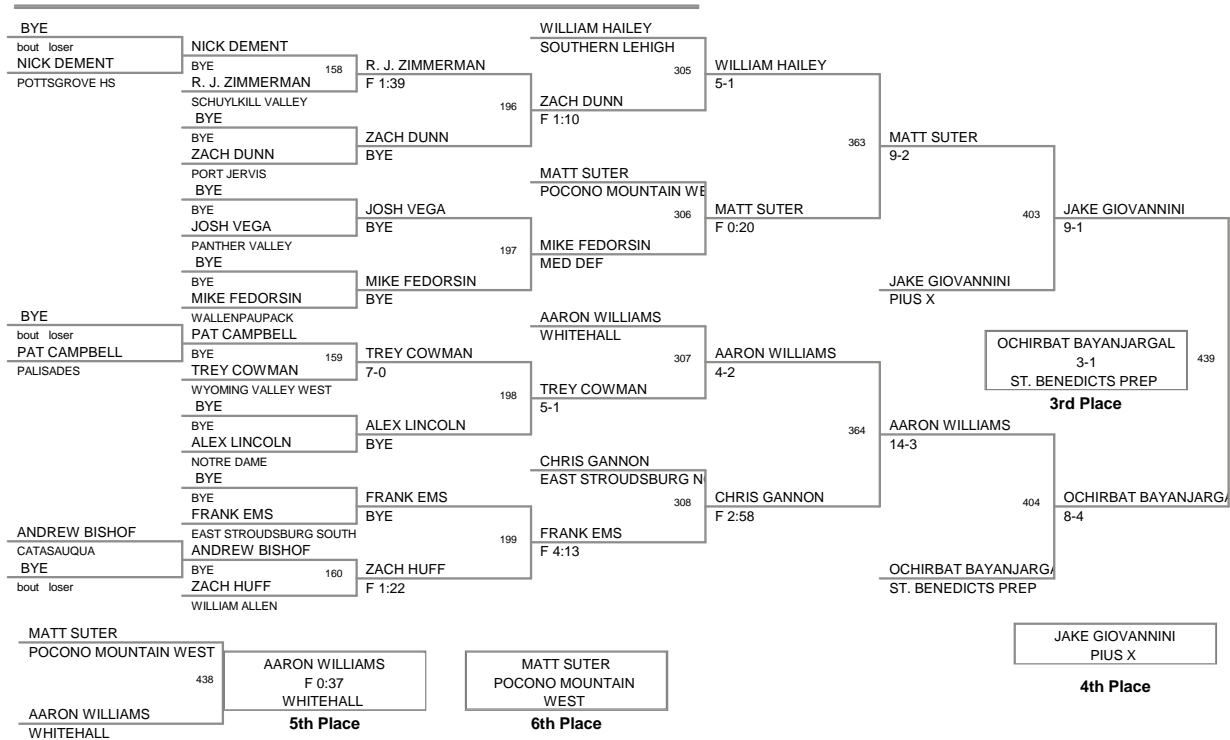 BYE
bout loser
NICK DEMENT
POTTSGROVE HS
BYE
bout loser
PAT CAMPBELL
PALISADES
ANDREW BISHOF
CATASAUQUA
BYE
bout loser
NICK DEMENT
BYE
158
R. J. ZIMMERMAN
SCHUYLKILL VALLEY
BYE
BYE
ZACH DUNN
PORT JERVIS
BYE
BYE
JOSH VEGA
PANTHER VALLEY
BYE
BYE
MIKE FEDORSIN
WALLENPAUPACK
PAT CAMPBELL
BYE
159
TREY COWMAN
WYOMING VALLEY WEST
BYE
BYE
ALEX LINCOLN
NOTRE DAME
BYE
BYE
FRANK EMS
EAST STROUDSBURG SOUTH
ANDREW BISHOF
BYE
160
ZACH HUFF
WILLIAM ALLEN
R. J. ZIMMERMAN
F 1:39
196
ZACH DUNN
BYE
JOSH VEGA
BYE
197
MIKE FEDORSIN
BYE
TREY COWMAN
7-0
198
ALEX LINCOLN
BYE
FRANK EMS
BYE
199
ZACH HUFF
F 1:22
WILLIAM HAILEY
SOUTHERN LEHIGH
305
ZACH DUNN
F 1:10
MATT SUTER
POCONO MOUNTAIN WE
306
MIKE FEDORSIN
MED DEF
AARON WILLIAMS
WHITEHALL
307
TREY COWMAN
5-1
CHRIS GANNON
EAST STROUDSBURG N
308
FRANK EMS
F 4:13
WILLIAM HAILEY
5-1
363
MATT SUTER
F 0:20
AARON WILLIAMS
4-2
364
CHRIS GANNON
F 2:58
MATT SUTER
9-2
403
JAKE GIOVANNINI
PIUS X
AARON WILLIAMS
14-3
404
OCHIRBAT BAYANJARGA
ST. BENEDICTS PREP
JAKE GIOVANNINI
9-1
OCHIRBAT BAYANJARGAL
3-1
ST. BENEDICTS PREP
439
3rd Place
OCHIRBAT BAYANJARGA
8-4
MATT SUTER
POCONO MOUNTAIN WEST
438
AARON WILLIAMS
WHITEHALL
AARON WILLIAMS
F 0:37
WHITEHALL
5th Place
MATT SUTER
POCONO MOUNTAIN
WEST
6th Place
JAKE GIOVANNINI
PIUS X
4th Place